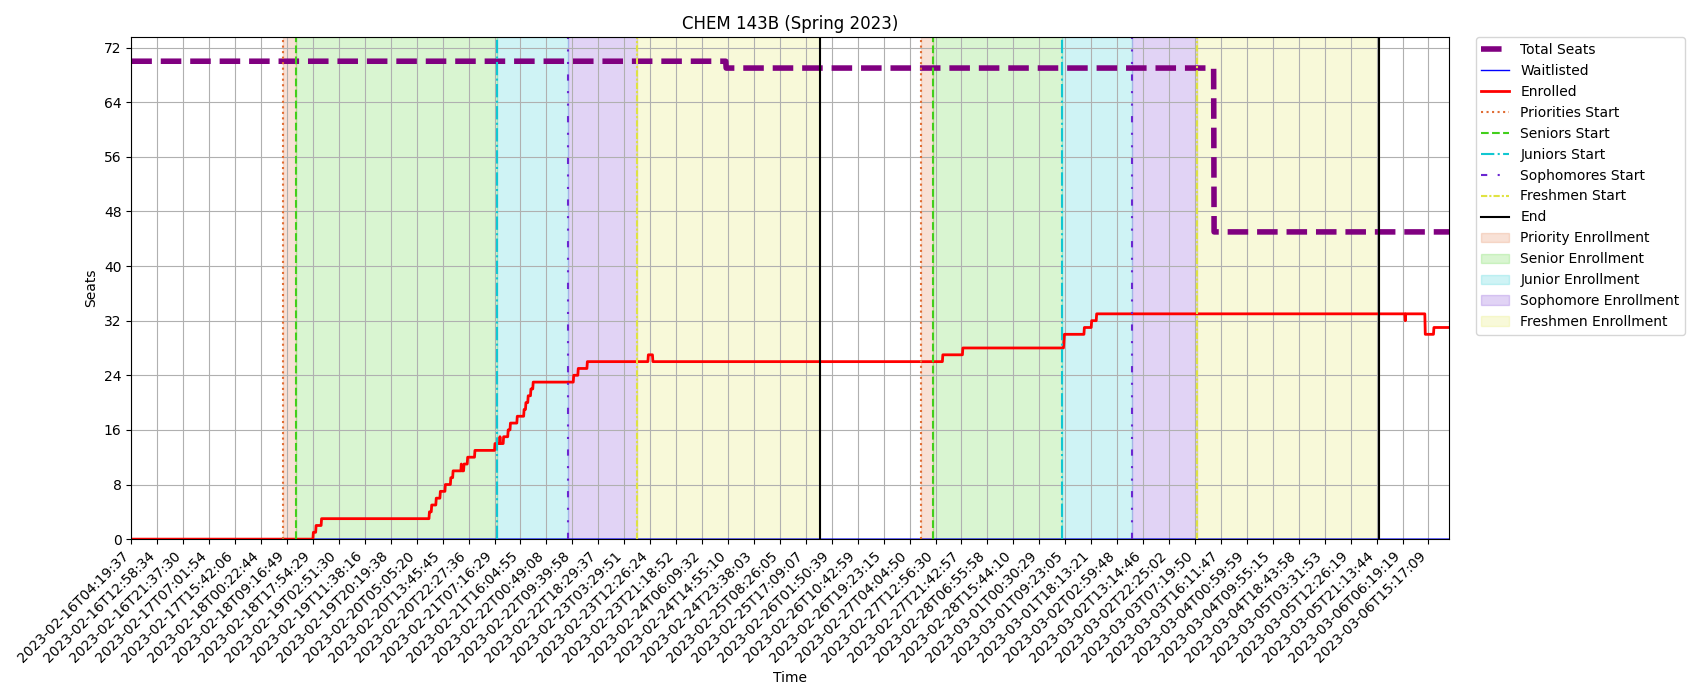 CHEM 143B (Spring 2023)
Seats
72
64
56
48
40
32
24
16
8
0
2023-02-16T04:19:37
2023-02-16T12:58:34
2023-02-16T21:37:30
2023-02-17T07:01:54
2023-02-17T15:42:06
2023-02-18T00:22:44
2023-02-18T09:16:49
2023-02-18T17:54:29
2023-02-19T02:51:30
2023-02-19T11:38:16
2023-02-19T20:19:38
2023-02-20T05:05:20
2023-02-20T13:45:45
2023-02-20T22:27:36
2023-02-21T07:16:29
2023-02-21T16:04:55
2023-02-22T00:49:08
2023-02-22T09:39:58
2023-02-22T18:29:37
2023-02-23T03:29:51
2023-02-23T12:26:24
2023-02-23T21:18:52
2023-02-24T06:09:32
2023-02-24T14:55:10
2023-02-24T23:38:03
2023-02-25T08:26:05
2023-02-25T17:09:07
2023-02-26T01:50:39
2023-02-26T10:42:59
2023-02-26T19:23:15
2023-02-27T04:04:50
2023-02-27T12:56:30
2023-02-27T21:42:57
2023-02-28T06:55:58
2023-02-28T15:44:10
2023-03-01T00:30:29
2023-03-01T09:23:05
2023-03-01T18:13:21
2023-03-02T02:59:48
2023-03-02T13:14:46
2023-03-02T22:25:02
2023-03-03T07:19:50
2023-03-03T16:11:47
2023-03-04T00:59:59
2023-03-04T09:55:15
2023-03-04T18:43:58
2023-03-05T03:31:53
2023-03-05T12:26:19
2023-03-05T21:13:44
2023-03-06T06:19:19
2023-03-06T15:17:09
Time
Total Seats
Waitlisted
Enrolled
Priorities Start
Seniors Start
Juniors Start
Sophomores Start
Freshmen Start
End
Priority Enrollment
Senior Enrollment
Junior Enrollment
Sophomore Enrollment
Freshmen Enrollment